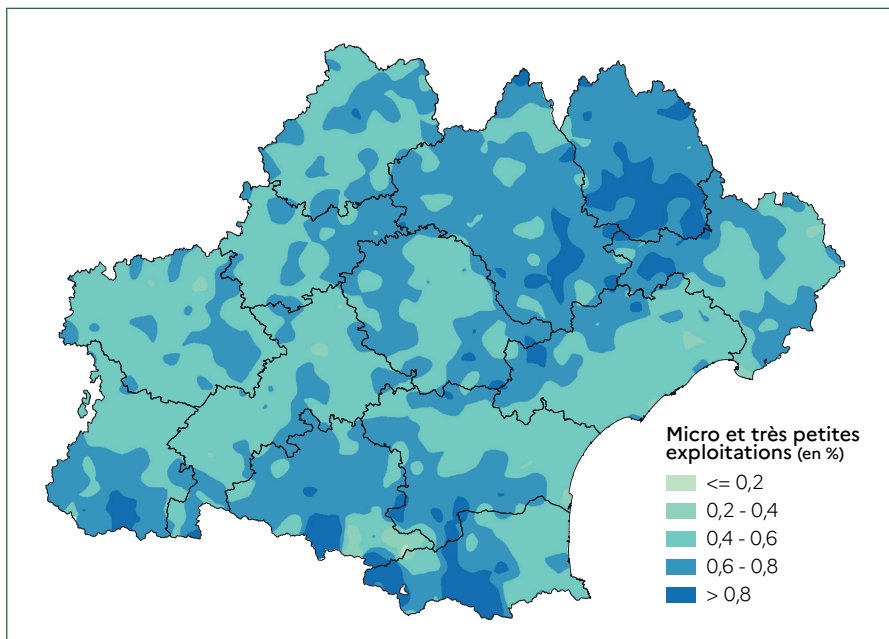 Micro et très petites
exploitations (en %)
<= 0,2
0,2 - 0,4
0,4 - 0,6
0,6 - 0,8
> 0,8